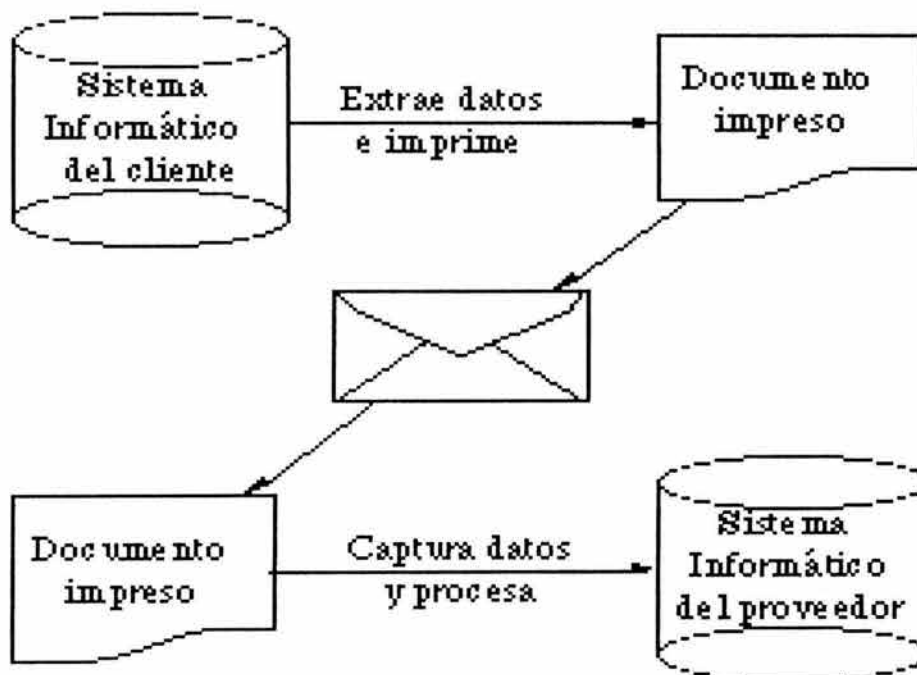 Sistema
Informático
del cliente
Extrae datos
e imprime
Documento
impreso
Documento
impreso
Captura datos
y procesa
Sistema
Informático
del proveedor